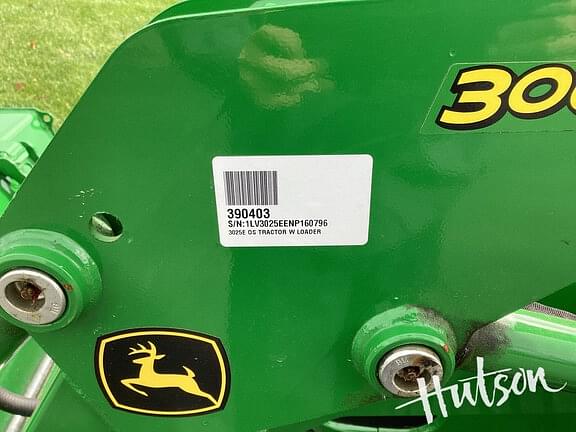 300
390403
S/N:1LV3025EENP160796
3025E OS TRACTOR W LOADER
Hutson